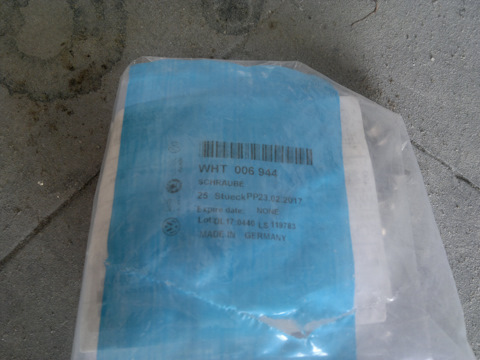 WHT 006 944
SCHRAUBE
25 Stueck PP23.02.2017
Expire date: NONE
MADE IN GERMANY